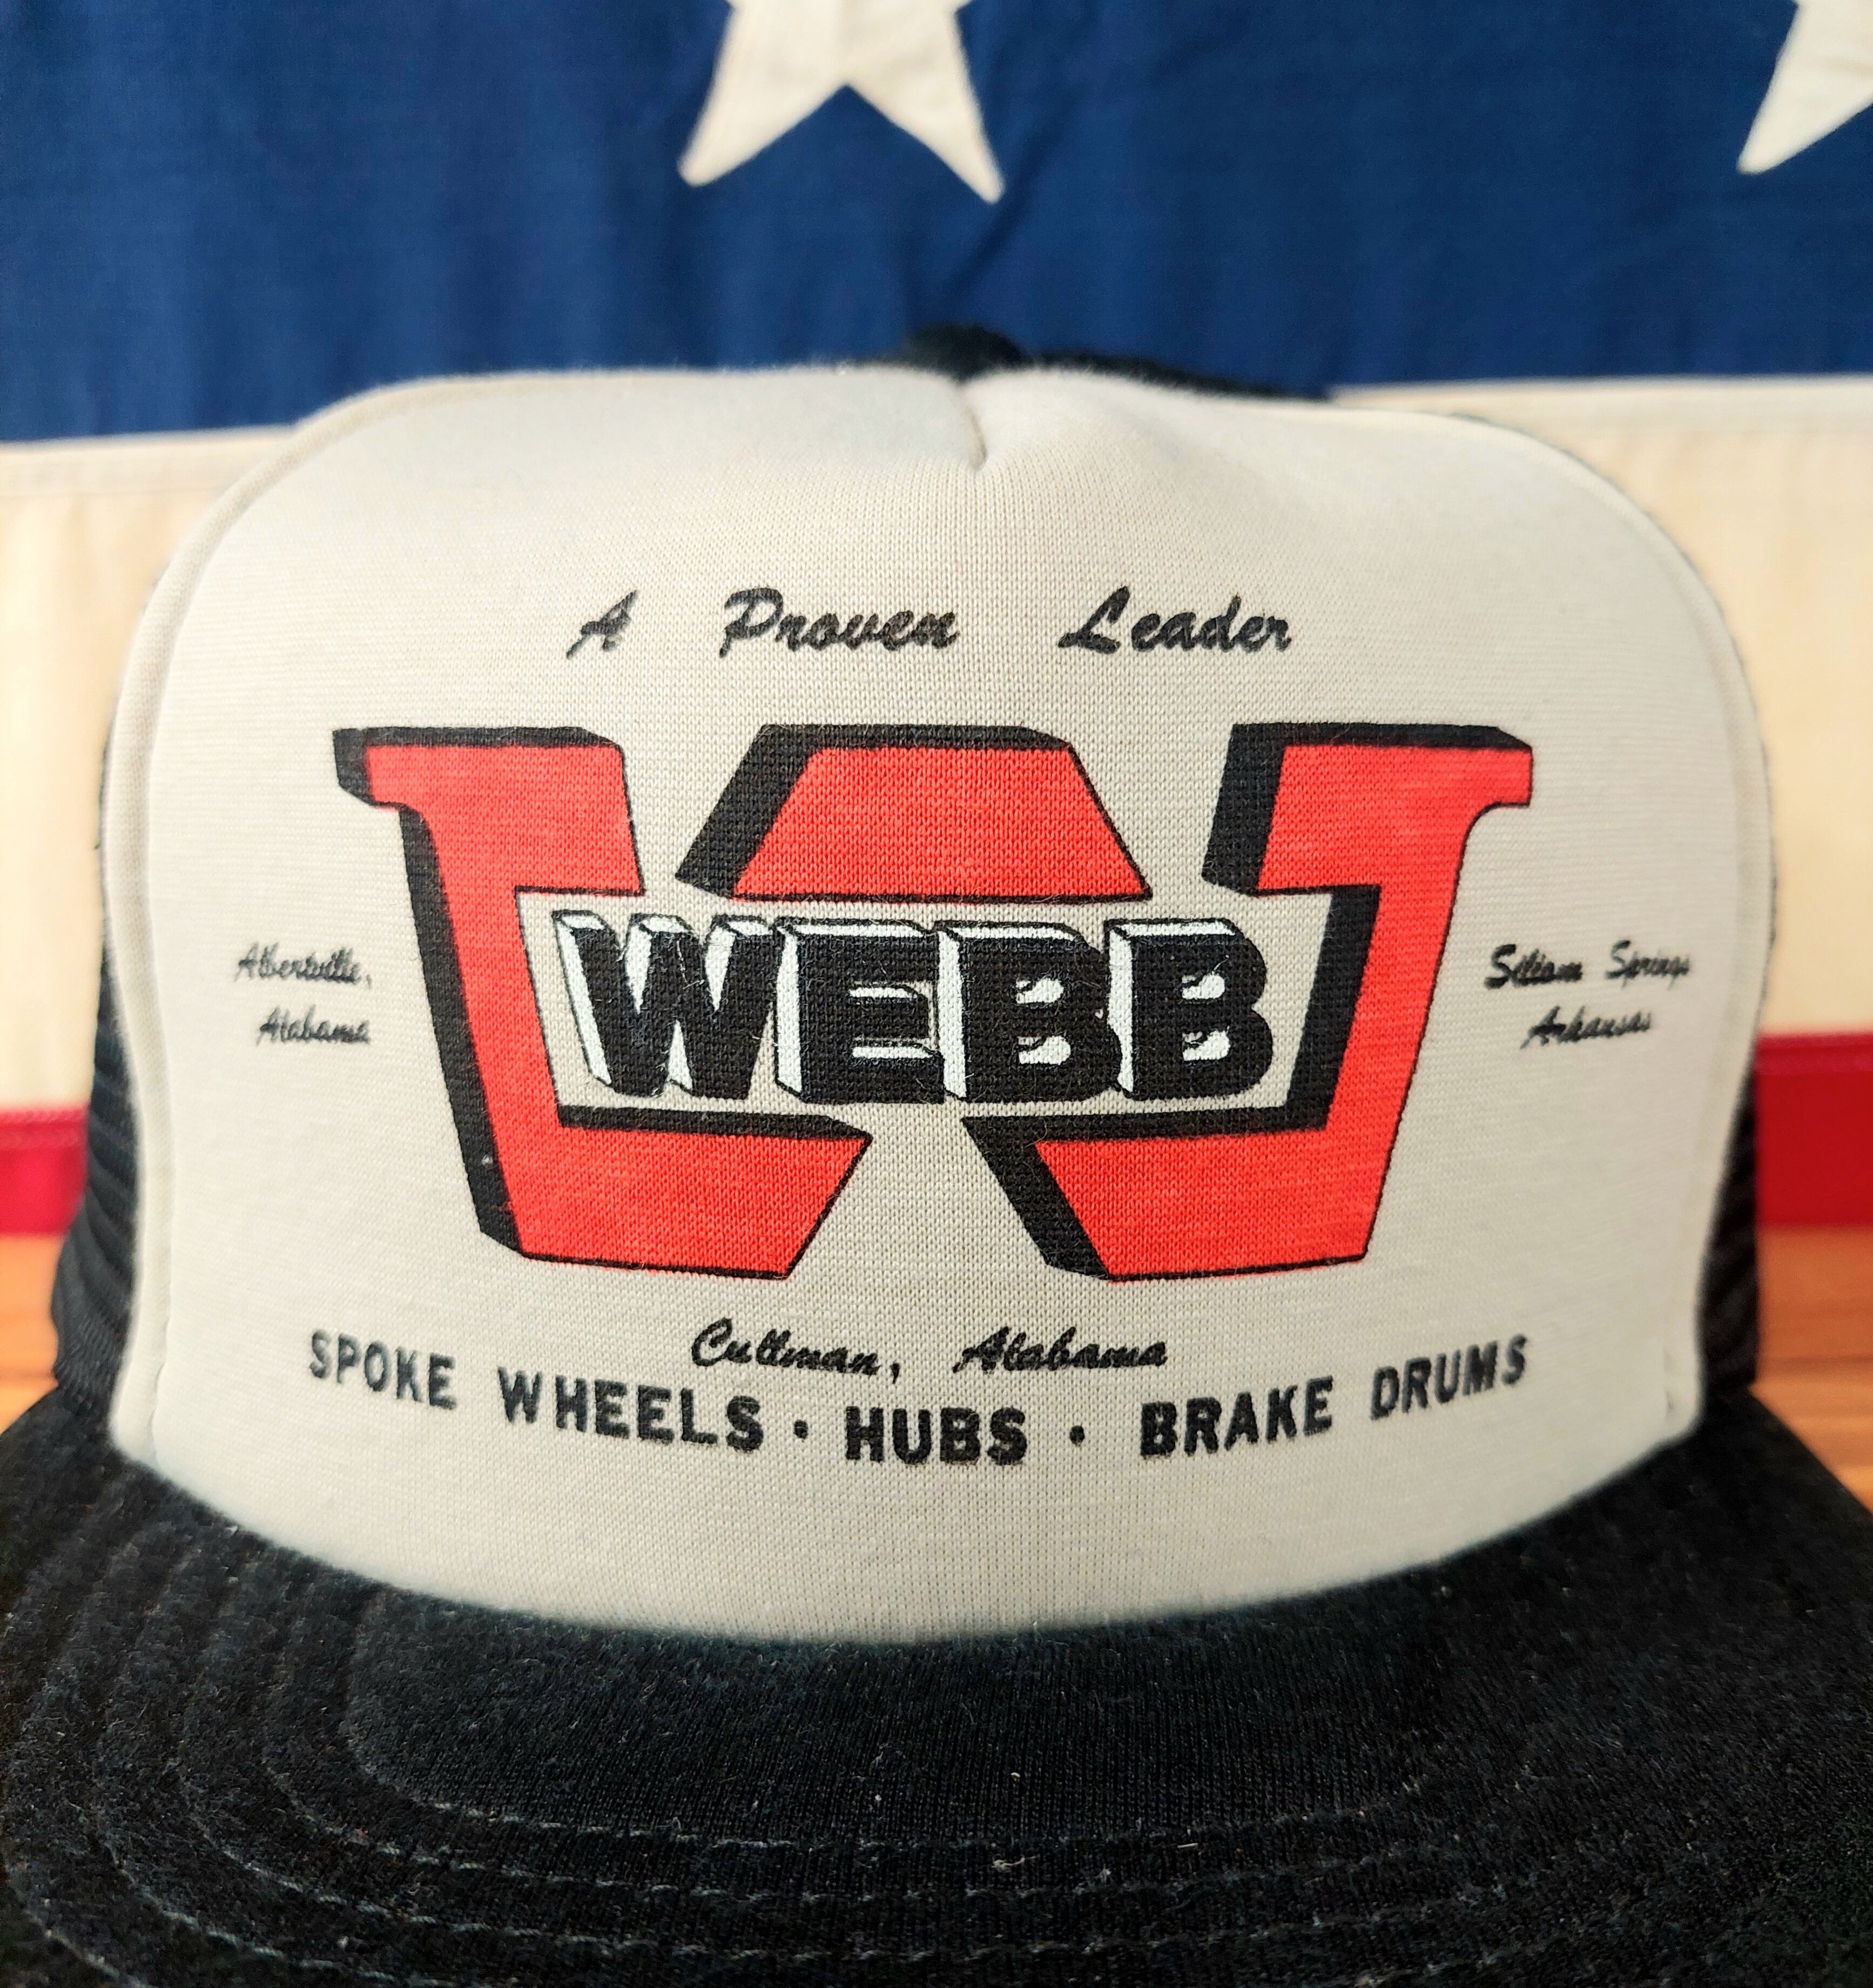 A Proven Leader
WEBB
Albertville,
Alabama
Siloam Springs
Arkansas
Cullman, Alabama
SPOKE WHEELS · HUBS · BRAKE DRUMS